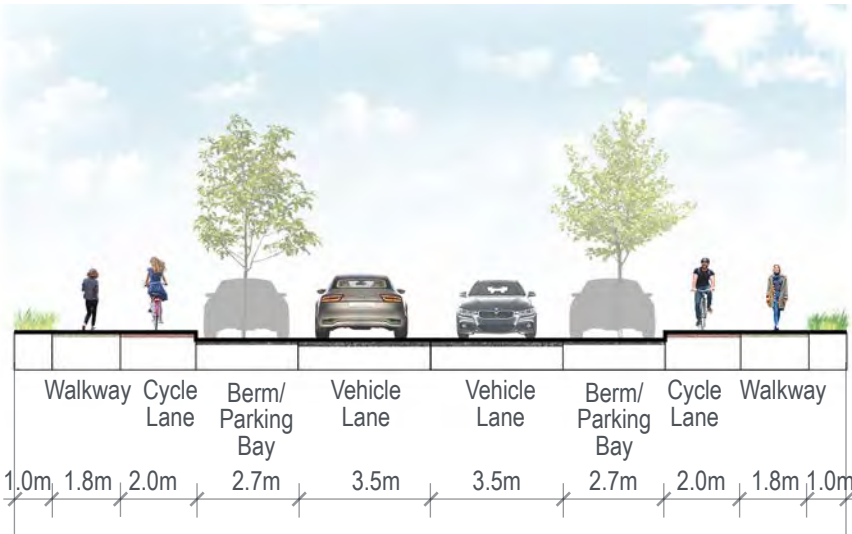 Walkway Cycle Lane Berm/ Parking Bay Vehicle Lane Vehicle Lane Berm/ Parking Bay Cycle Lane Walkway
1.0m 1.8m 2.0m 2.7m 3.5m 3.5m 2.7m 2.0m 1.8m 1.0m